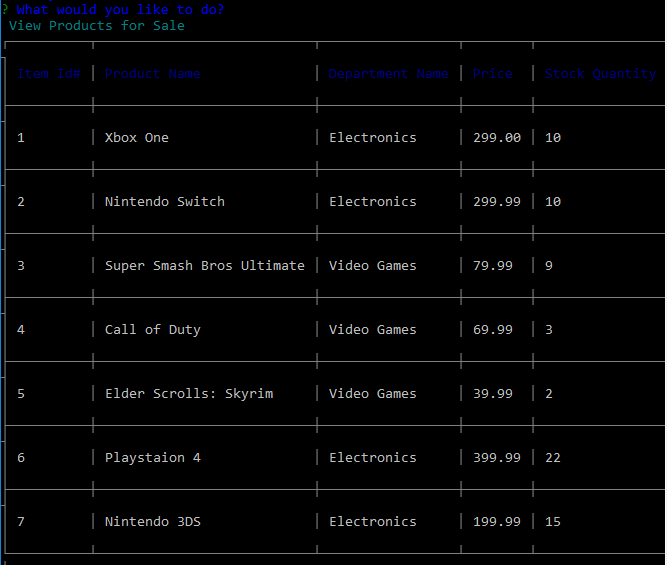 ? What would you like to do?
View Products for Sale
Item Id# Product Name Department Name Price Stock Quantity
1 Xbox One Electronics 299.00 10
2 Nintendo Switch Electronics 299.99 10
3 Super Smash Bros Ultimate Video Games 79.99 9
4 Call of Duty Video Games 69.99 3
5 Elder Scrolls: Skyrim Video Games 39.99 2
6 Playstaion 4 Electronics 399.99 22
7 Nintendo 3DS Electronics 199.99 15